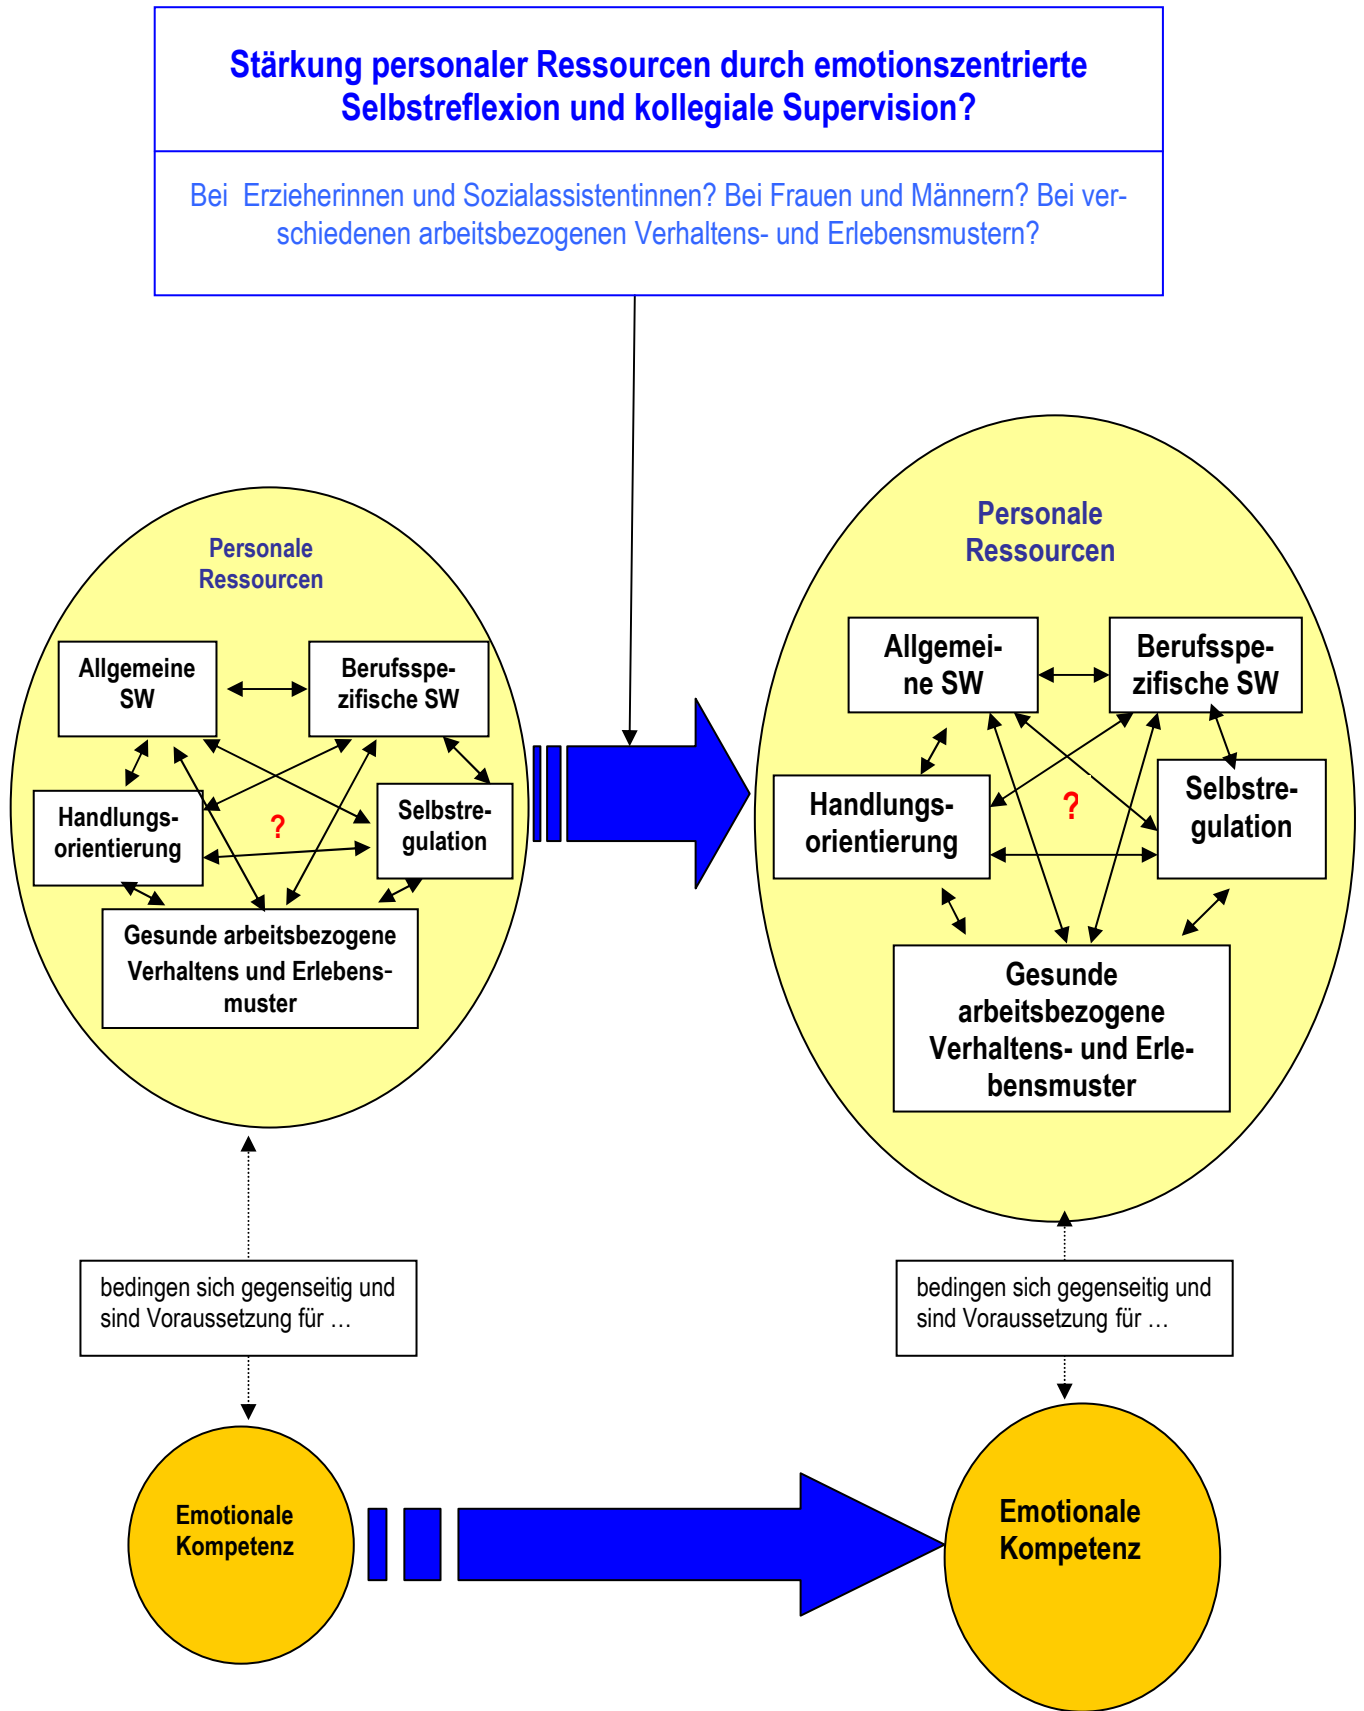 Stärkung personaler Ressourcen durch emotionszentrierte
Selbstreflexion und kollegiale Supervision?
Bei Erzieherinnen und Sozialassistentinnen? Bei Frauen und Männern? Bei ver-
schiedenen arbeitsbezogenen Verhaltens- und Erlebensmustern?
Personale
Ressourcen
Allgemeine
SW
Berufsspe-
zifische SW
Handlungs-
orientierung
?
Selbstre-
gulation
Gesunde arbeitsbezogene
Verhaltens und Erlebens-
muster
Personale
Ressourcen
Allgemei-
ne SW
Berufsspe-
zifische SW
Handlungs-
orientierung
?
Selbstre-
gulation
Gesunde
arbeitsbezogene
Verhaltens- und Erle-
bensmuster
bedingen sich gegenseitig und
sind Voraussetzung für …
bedingen sich gegenseitig und
sind Voraussetzung für …
Emotionale
Kompetenz
Emotionale
Kompetenz